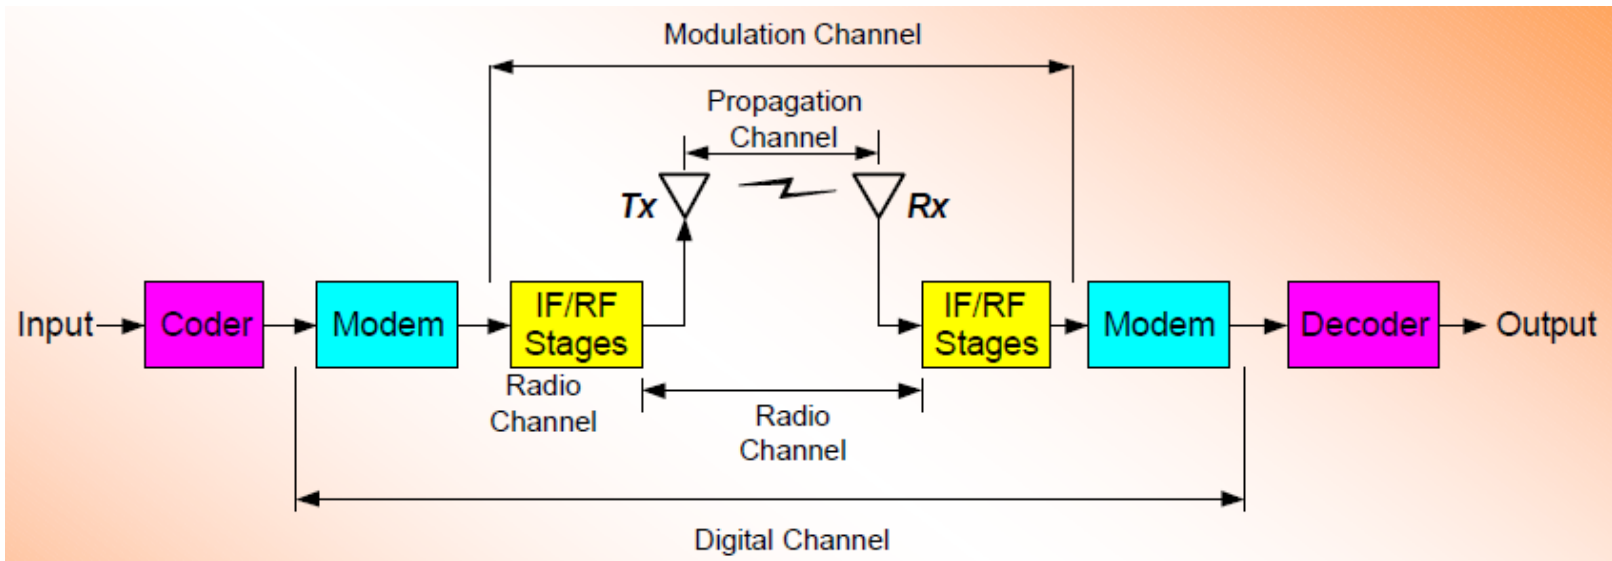 Modulation Channel
Propagation
Channel
Tx
Rx
Input
Coder
Modem
IF/RF
Stages
IF/RF
Stages
Modem
Decoder
Output
Radio
Channel
Radio
Channel
Digital Channel